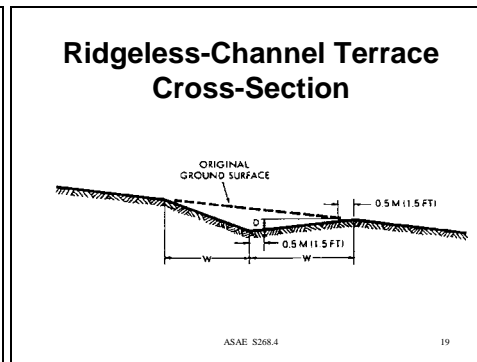 Ridgeless-Channel Terrace
Cross-Section
ORIGINAL
GROUND SURFACE
0.5 M (1.5 FT)
D
0.5 M (1.5 FT)
W
W
ASAE S268.4
19